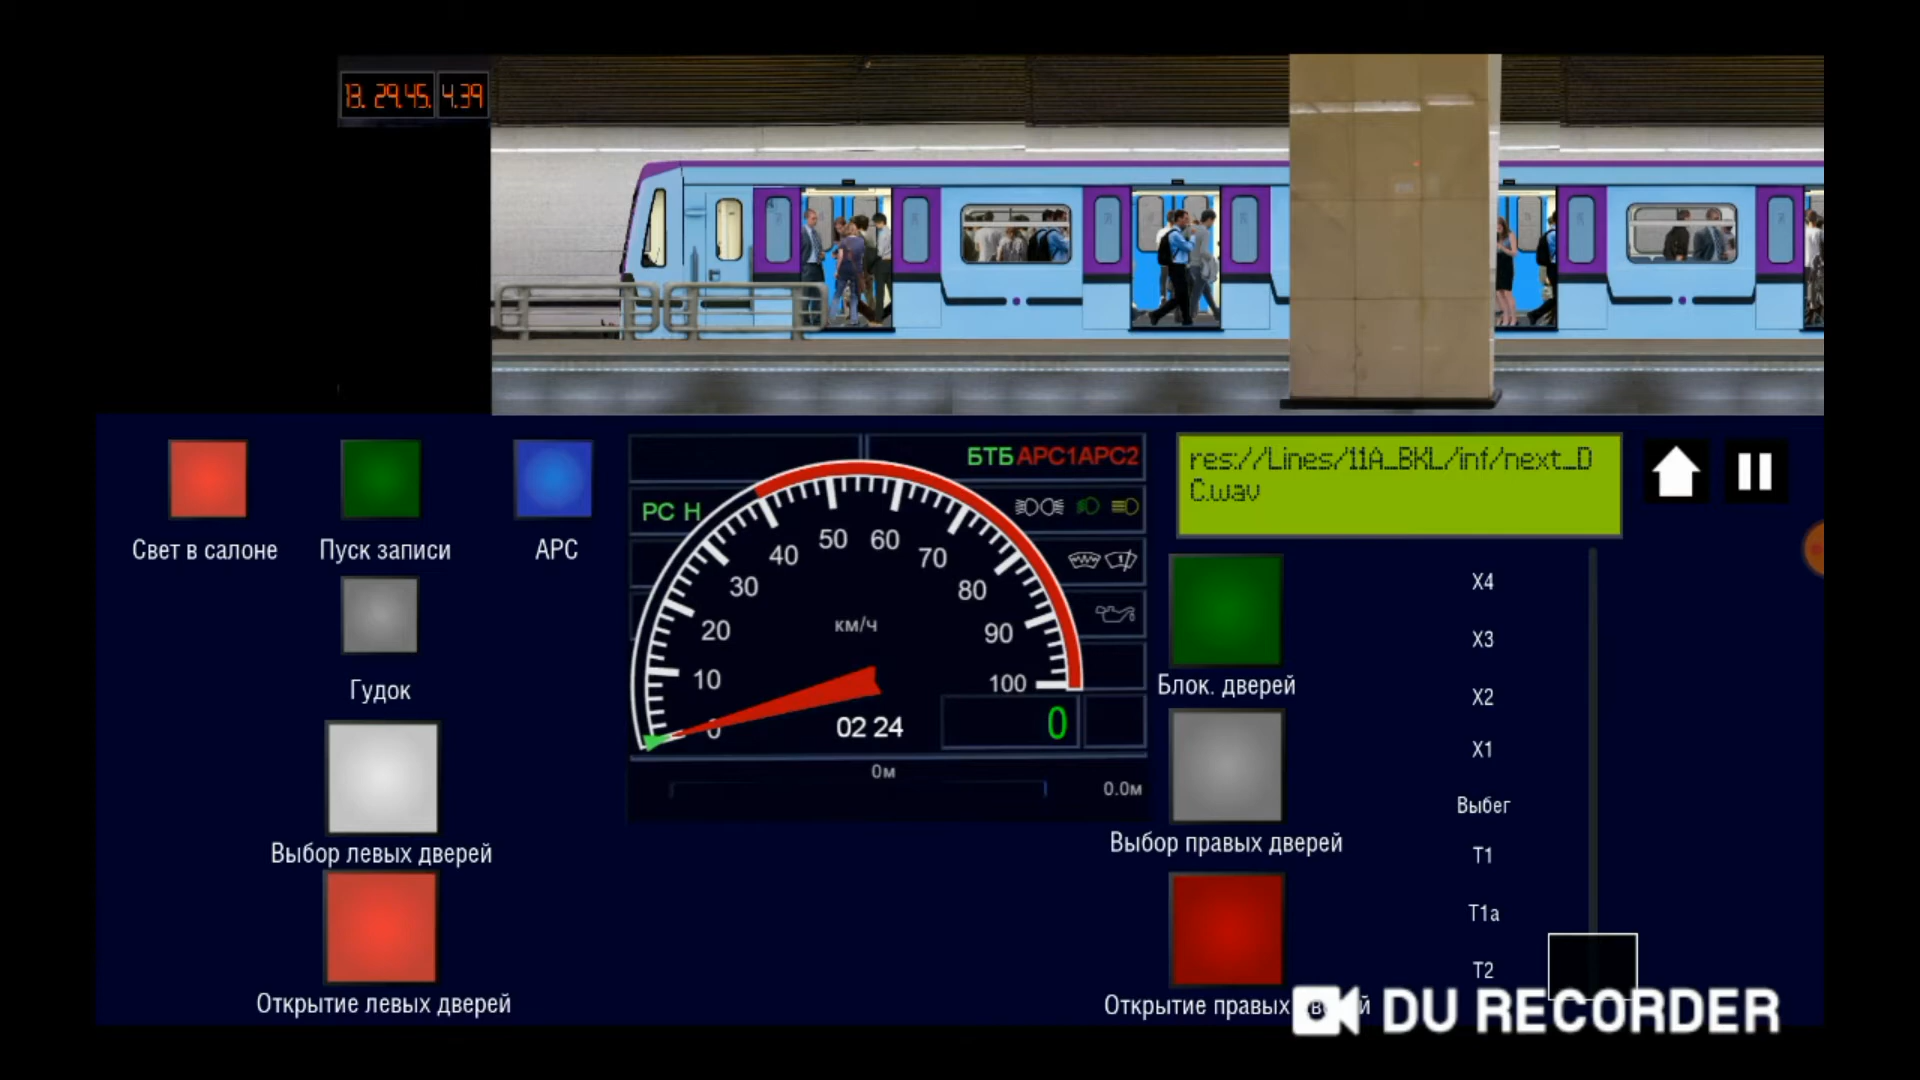 13. 29.45. 4.39
Свет в салоне
Пуск записи
АРС
Гудок
Выбор левых дверей
Открытие левых дверей
БТБ АРС1 АРС2
РС Н
0
10
20
30
40
50
60
70
80
90
100
км/ч
02 24
0
0м
0.0м
res://Lines/11A_BKL/inf/next_D
C.wav
Блок. дверей
Выбор правых дверей
Открытие правых
X4
X3
X2
X1
Выбег
T1
T1a
T2
DU RECORDER